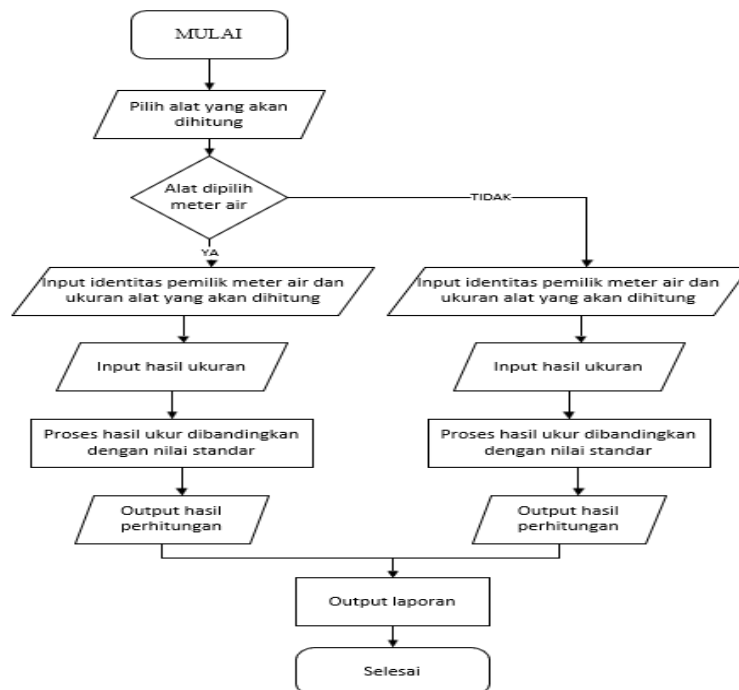 MULAI
Pilih alat yang akan
dihitung
Alat dipilih
meter air
TIDAK
YA
Input identitas pemilik meter air dan
ukuran alat yang akan dihitung
Input identitas pemilik meter air dan
ukuran alat yang akan dihitung
Input hasil ukuran
Input hasil ukuran
Proses hasil ukur dibandingkan
dengan nilai standar
Proses hasil ukur dibandingkan
dengan nilai standar
Output hasil
perhitungan
Output hasil
perhitungan
Output laporan
Selesai